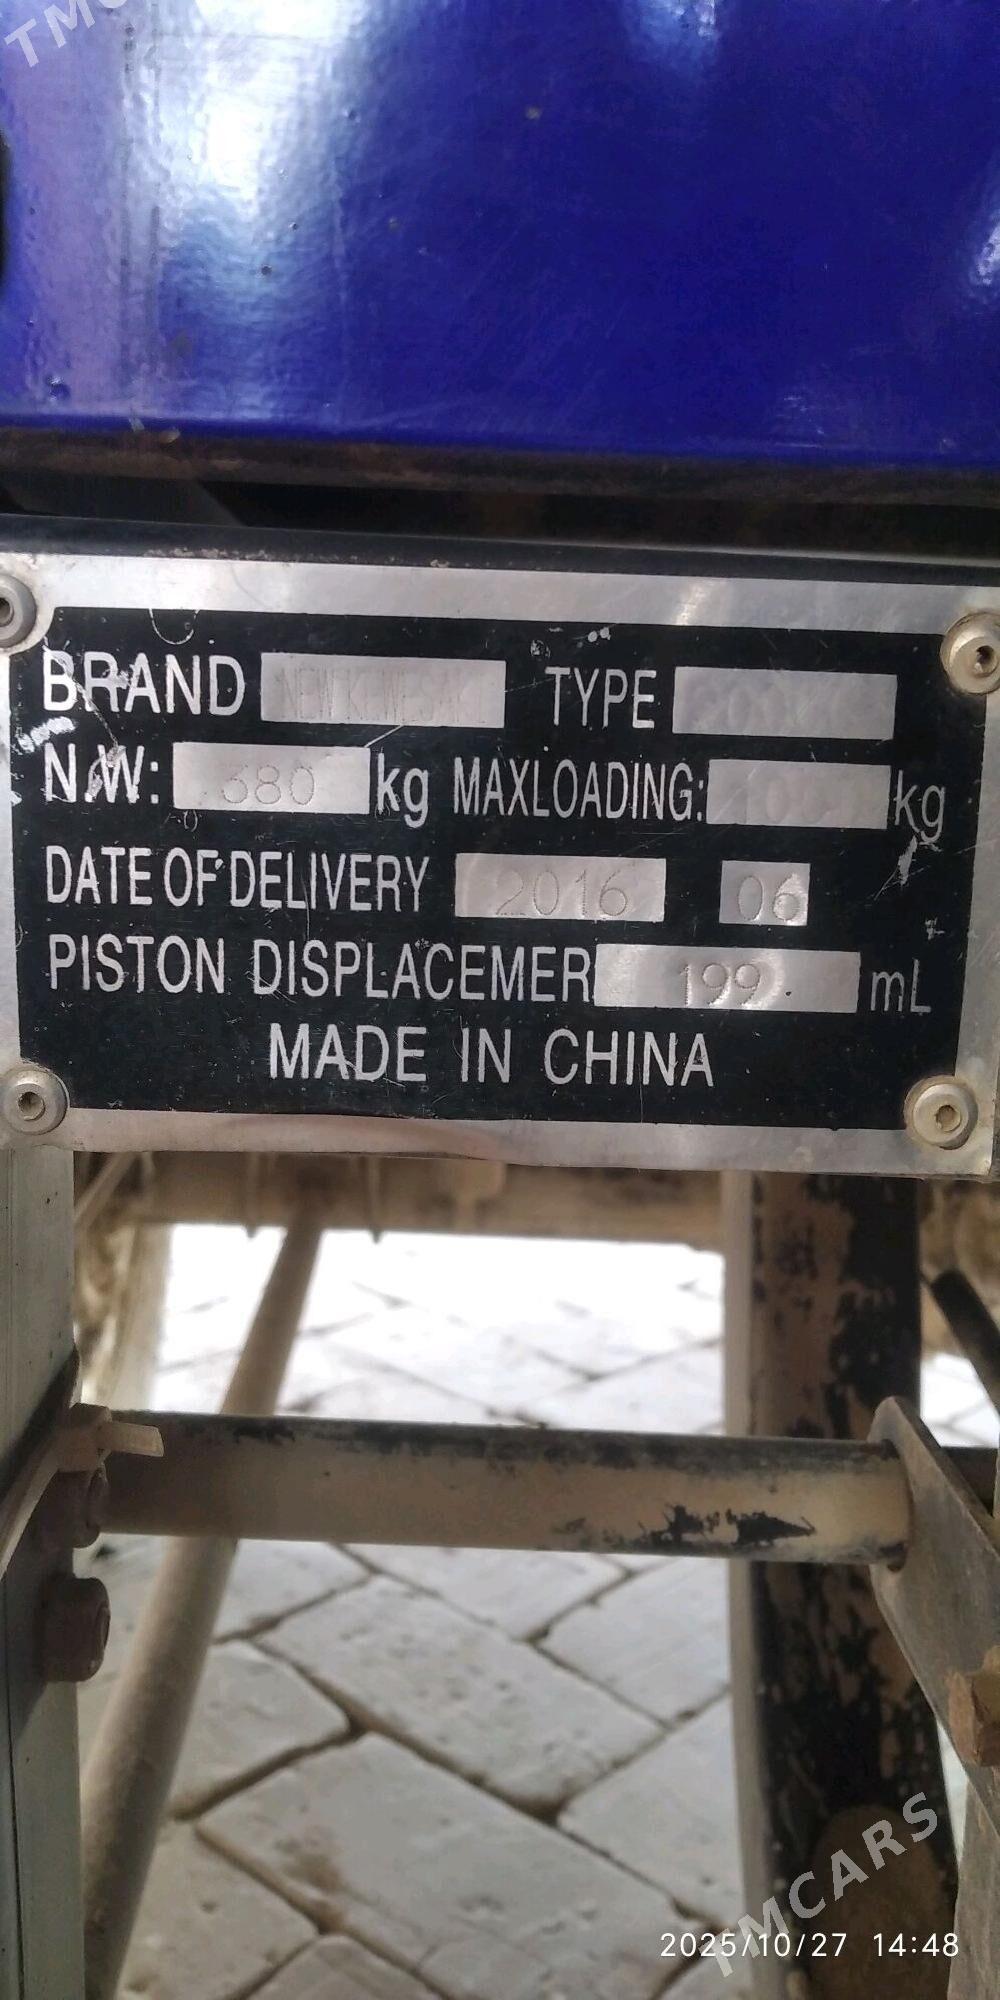 BRAND TYPE
N.W: 380 kg MAXLOADING: kg
DATE OF DELIVERY 2016 06
PISTON DISPLACEMER 199 mL
MADE IN CHINA
TMCARS
2025/10/27 14:48